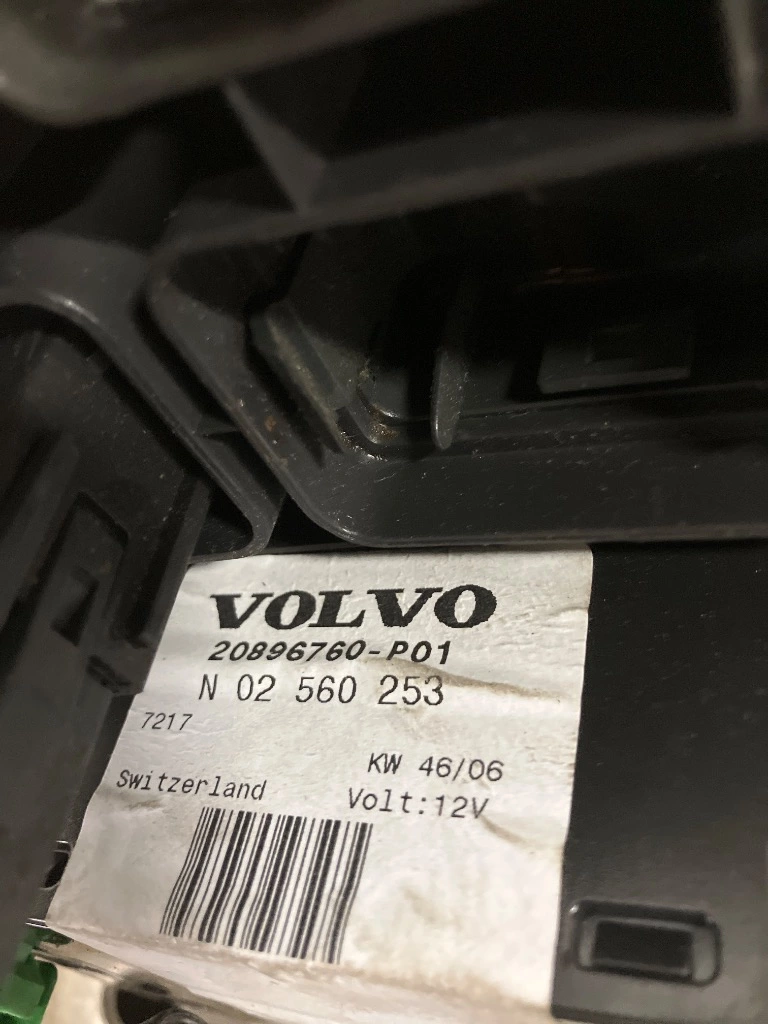 VOLVO
20896760-P01
N 02 560 253
7217
KW 46/06
Switzerland
Volt:12V